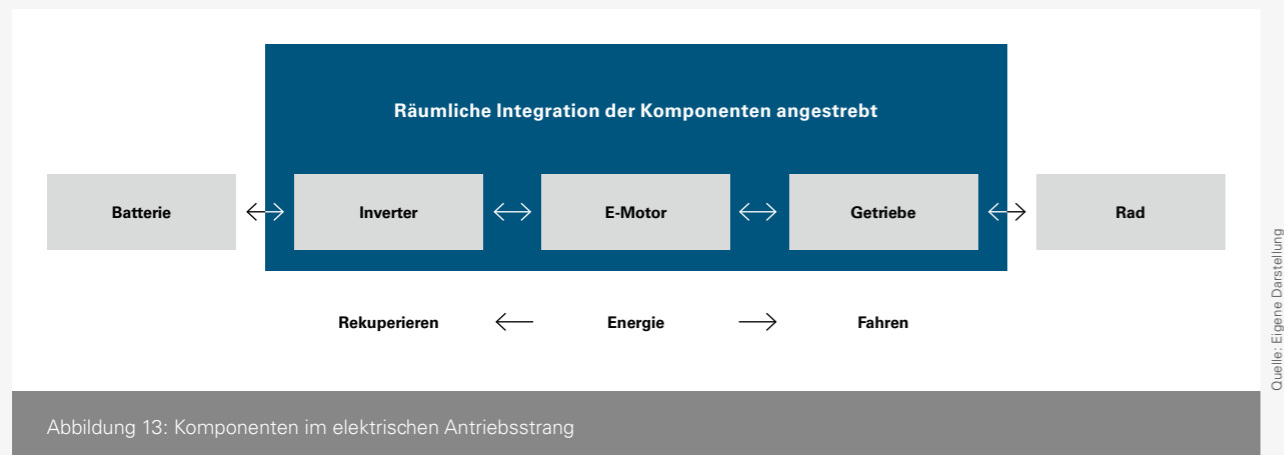 Räumliche Integration der Komponenten angestrebt
Batterie
Inverter
E-Motor
Getriebe
Rad
Rekuperieren
Energie
Fahren
Quelle: Eigene Darstellung
Abbildung 13: Komponenten im elektrischen Antriebsstrang